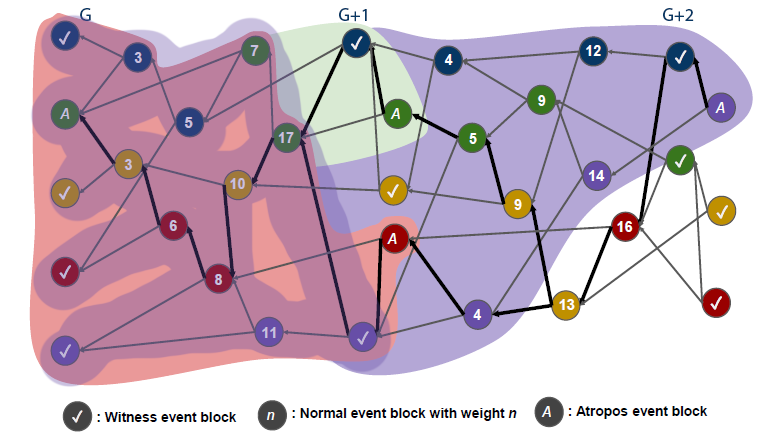 G G+1 G+2
✓ 3 7 ✓ 4 12 ✓
A 5 17 A 5 9 A
✓ 3 10 ✓ 9 14 ✓ ✓
✓ 6 8 A 16 ✓
✓ 11 ✓ 4 13
✓ : Witness event block n : Normal event block with weight n A : Atropos event block